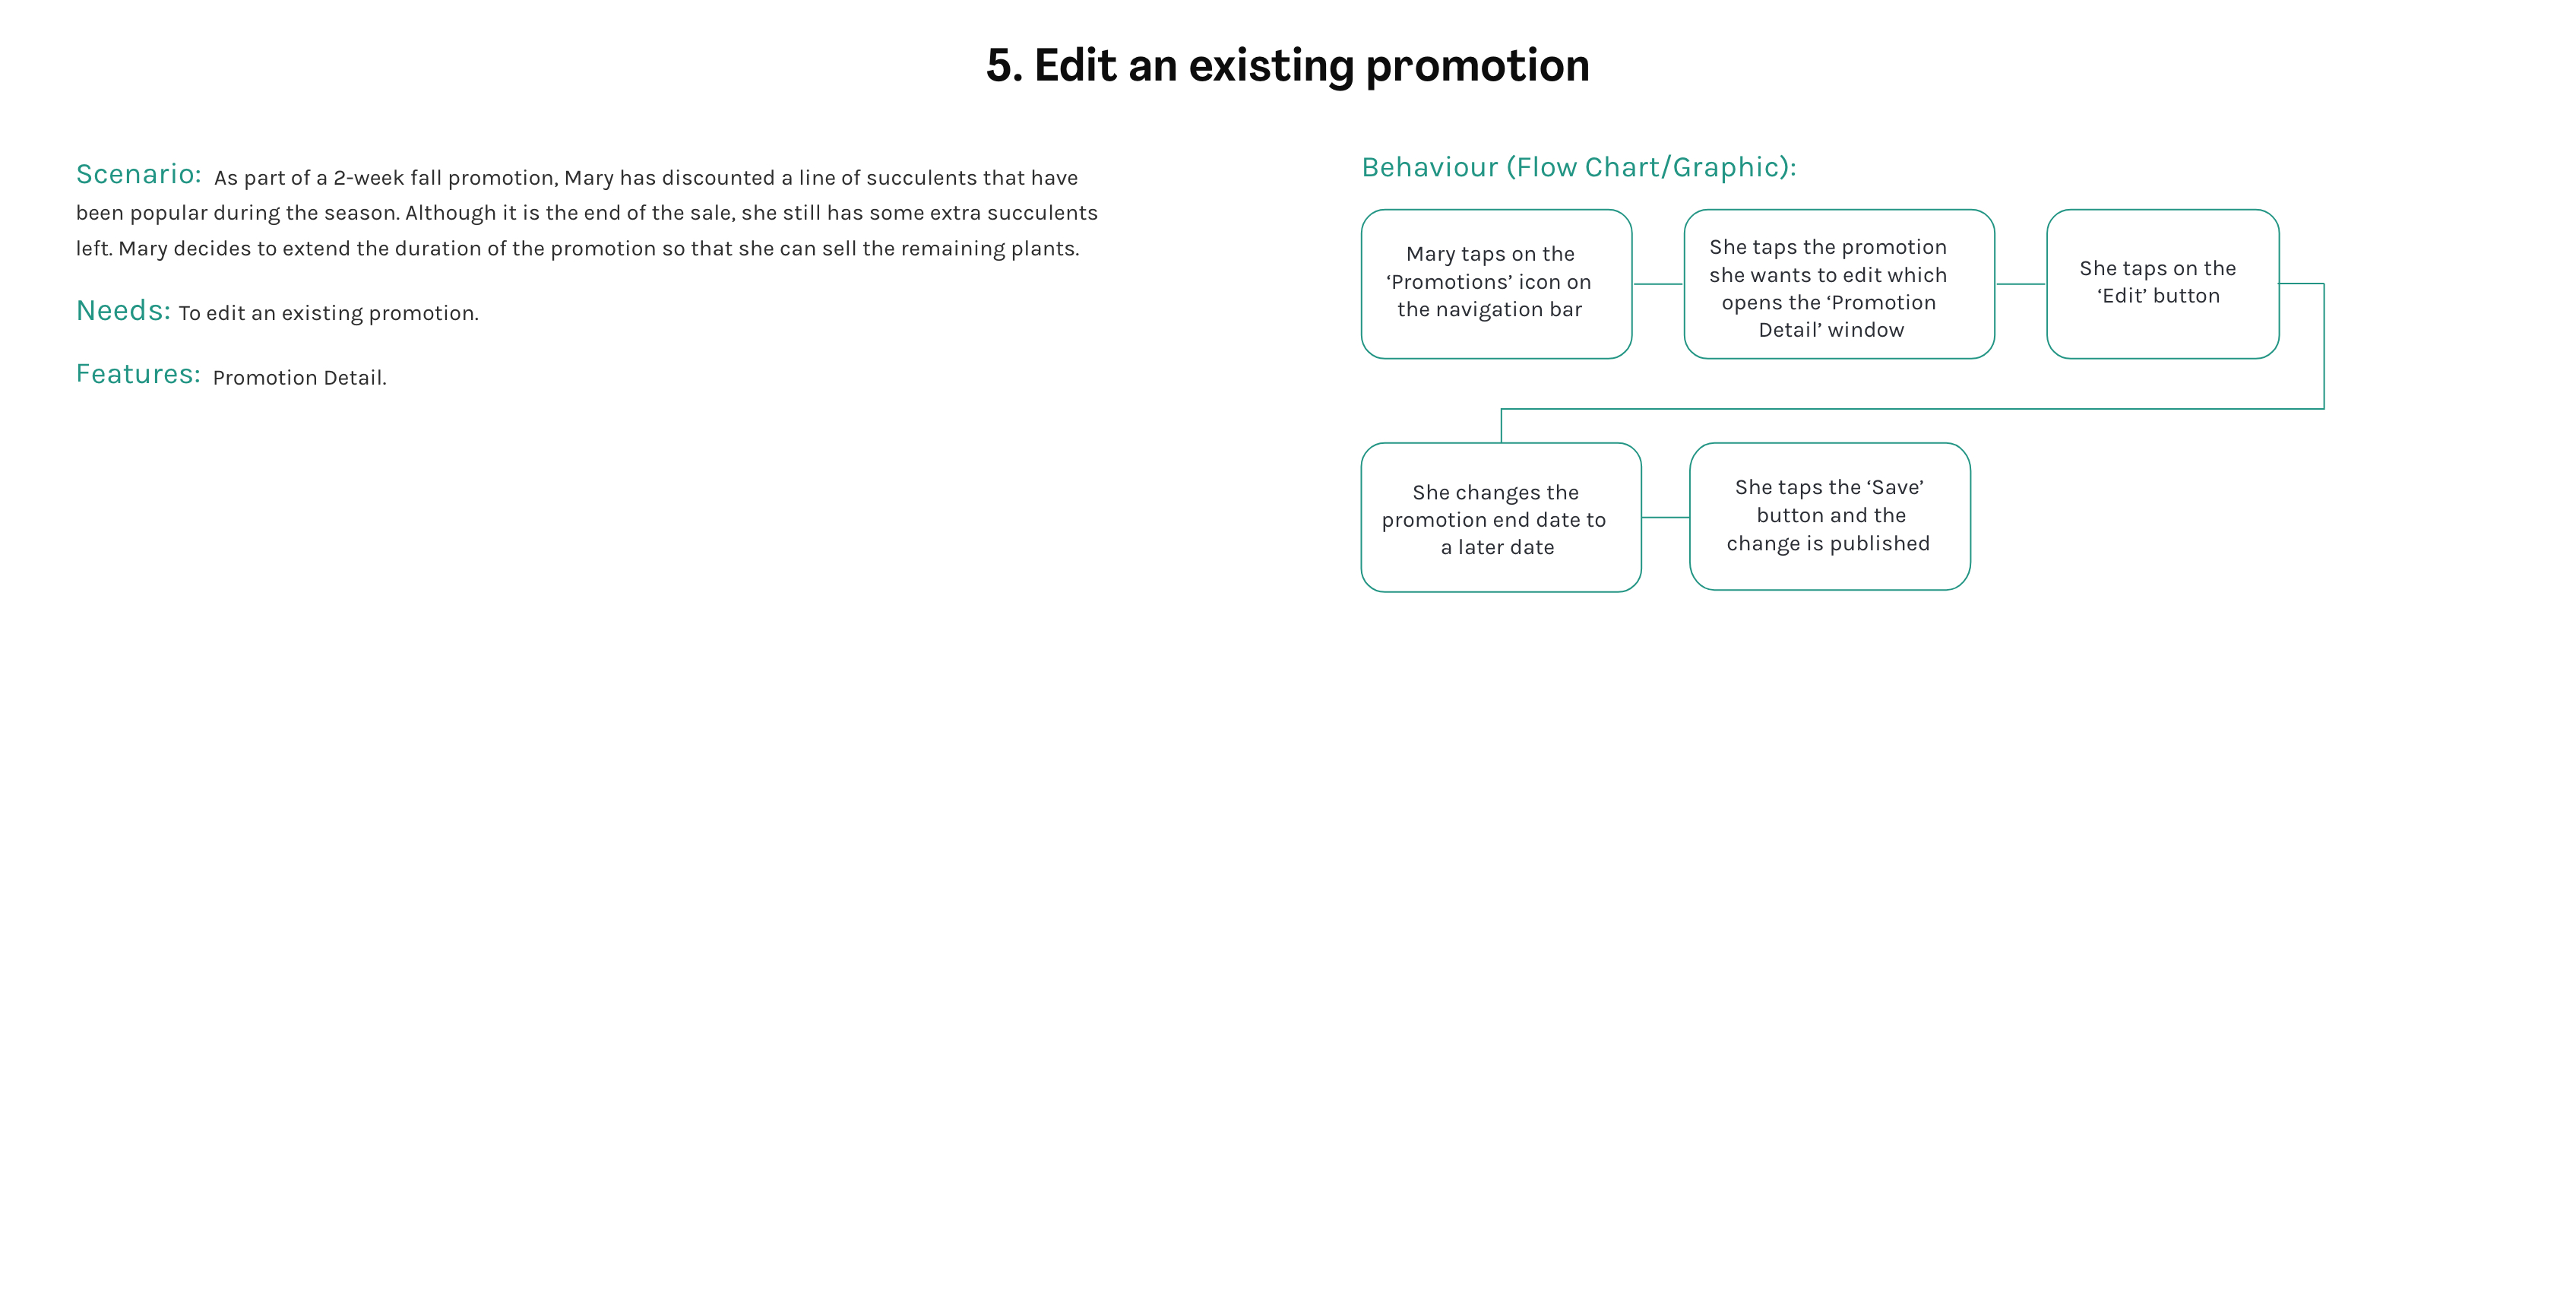 5. Edit an existing promotion
Scenario: As part of a 2-week fall promotion, Mary has discounted a line of succulents that have
been popular during the season. Although it is the end of the sale, she still has some extra succulents
left. Mary decides to extend the duration of the promotion so that she can sell the remaining plants.
Needs: To edit an existing promotion.
Features: Promotion Detail.
Behaviour (Flow Chart/Graphic):
Mary taps on the
‘Promotions’ icon on
the navigation bar
She taps the promotion
she wants to edit which
opens the ‘Promotion
Detail’ window
She taps on the
‘Edit’ button
She changes the
promotion end date to
a later date
She taps the ‘Save’
button and the
change is published